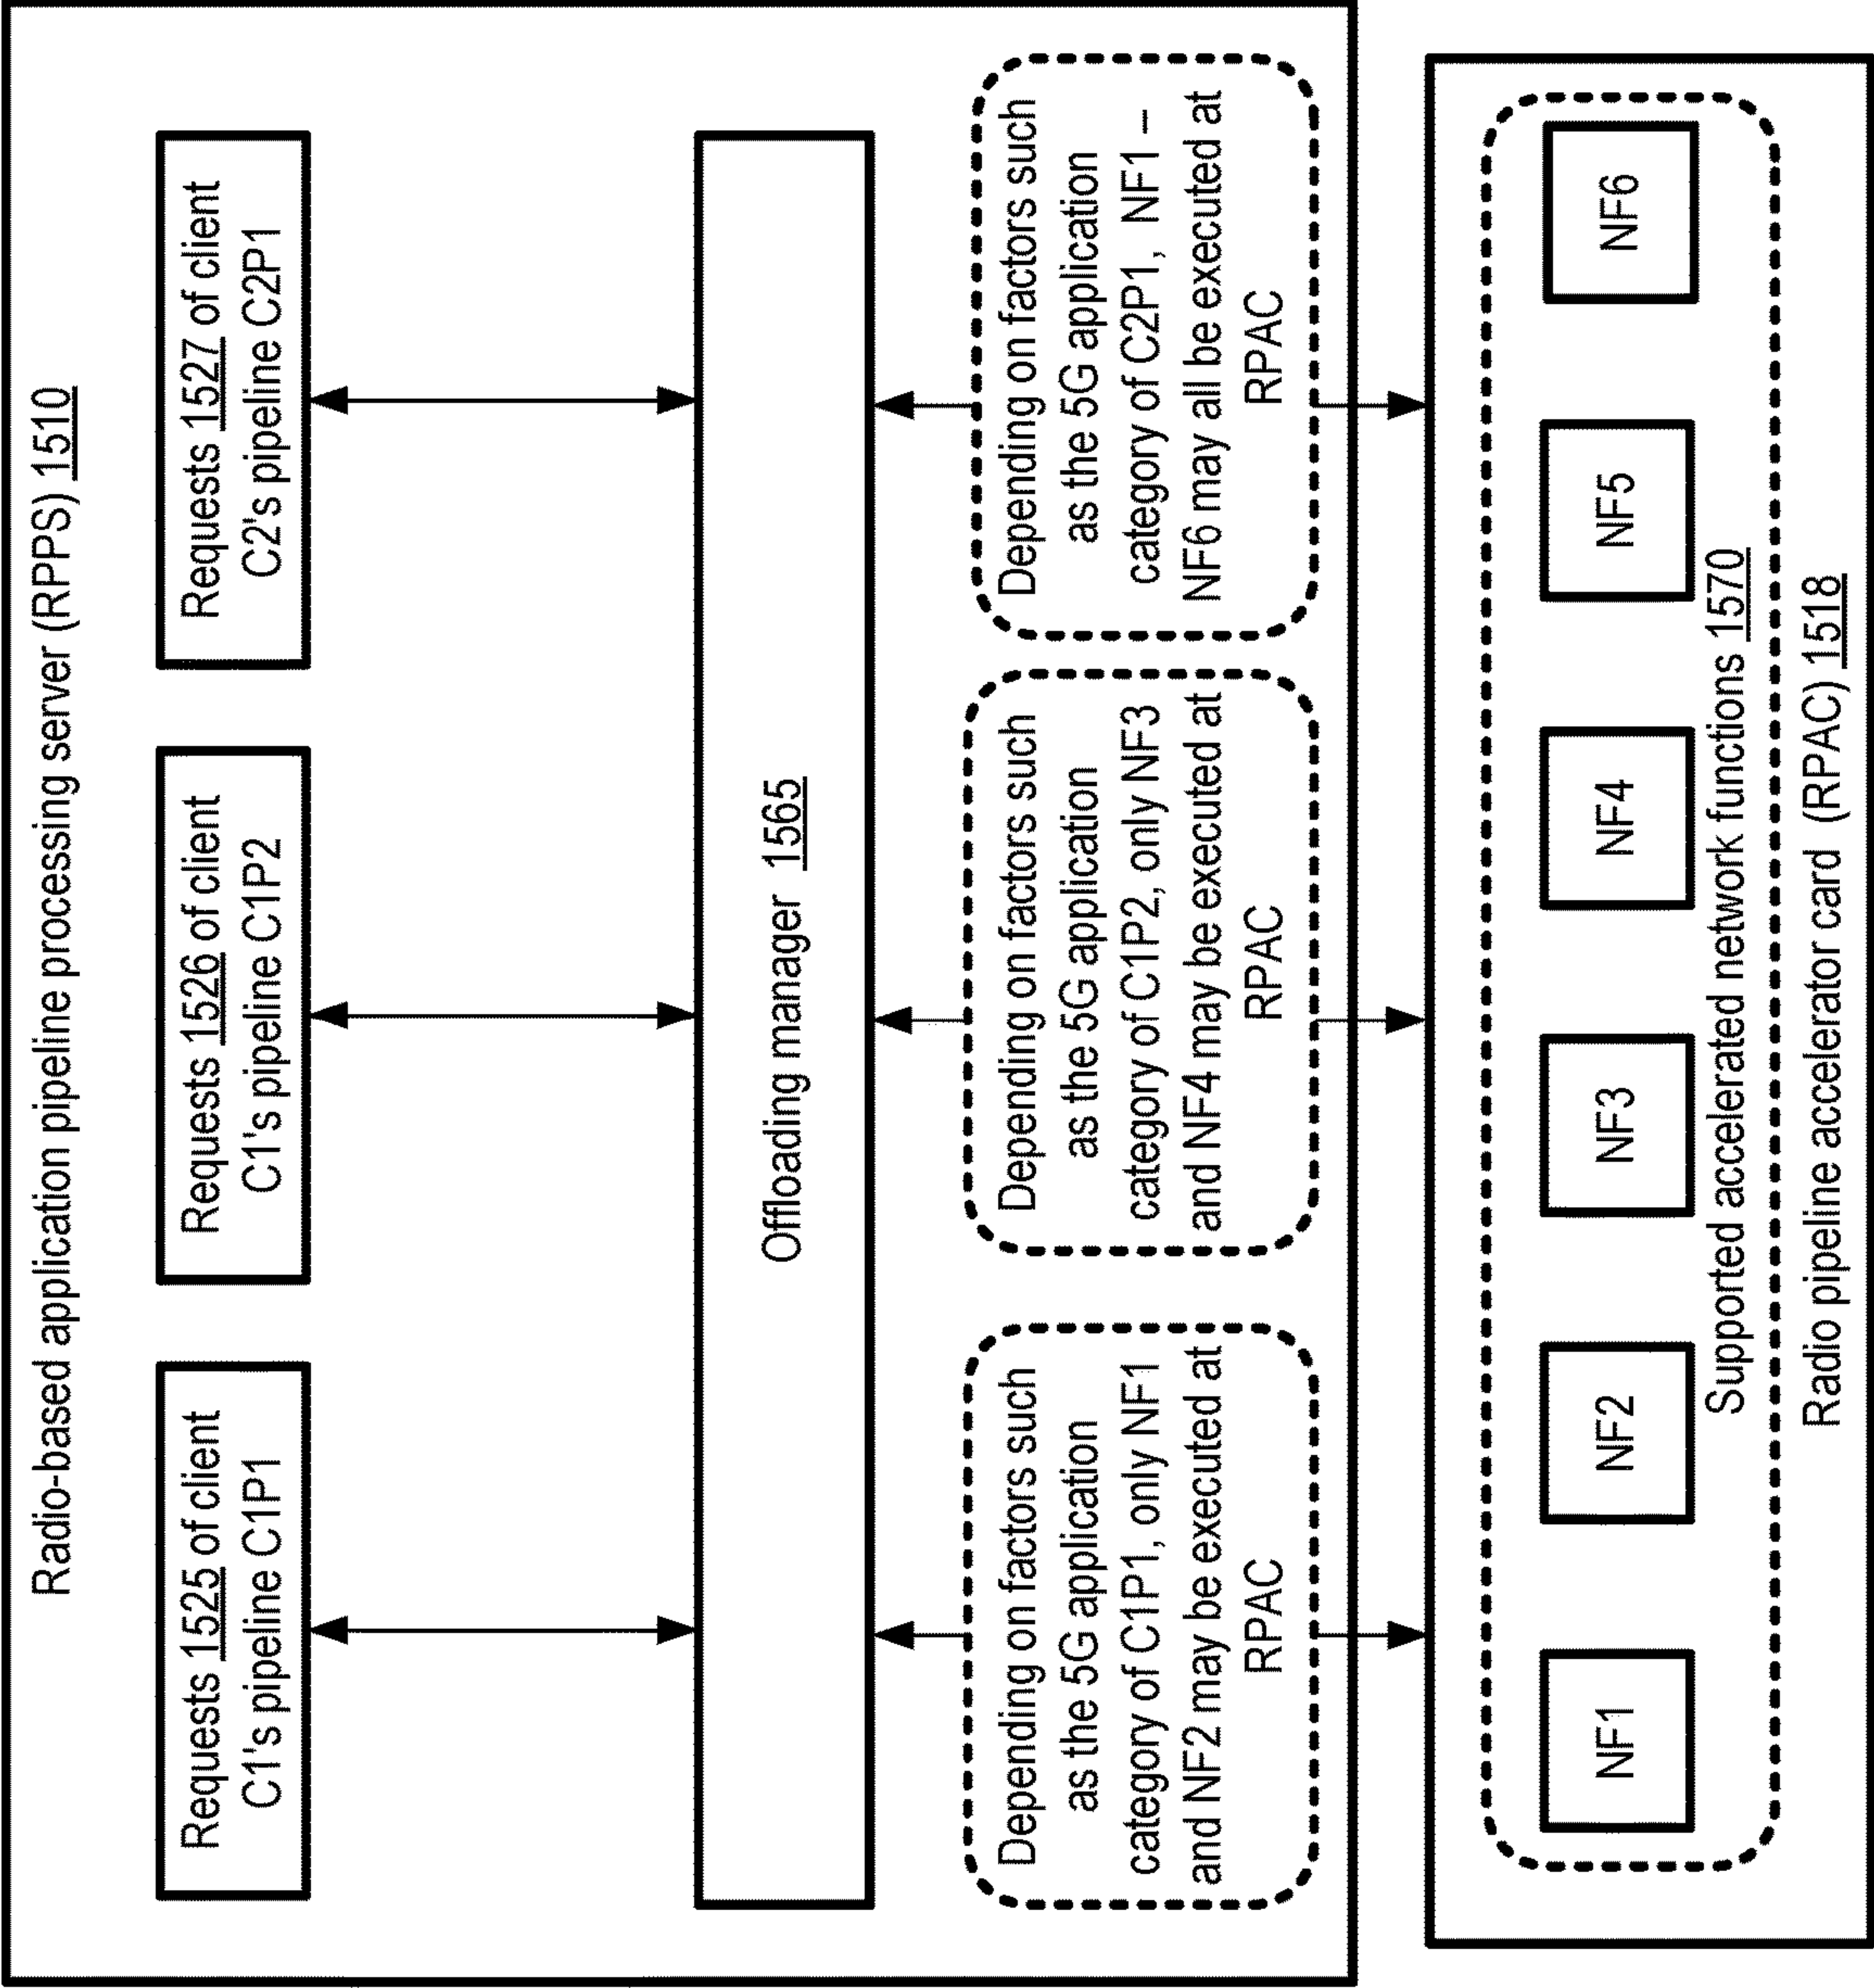 Radio-based application pipeline processing server (RPPS) 1510
Requests 1525 of client
C1's pipeline C1P1
Requests 1526 of client
C1's pipeline C1P2
Requests 1527 of client
C2's pipeline C2P1
Offloading manager 1565
Depending on factors such
as the 5G application
category of C1P1, only NF1
and NF2 may be executed at
RPAC
Depending on factors such
as the 5G application
category of C1P2, only NF3
and NF4 may be executed at
RPAC
Depending on factors such
as the 5G application
category of C2P1, NF1 –
NF6 may all be executed at
RPAC
NF1
NF2
NF3
NF4
NF5
NF6
Supported accelerated network functions 1570
Radio pipeline accelerator card (RPAC) 1518